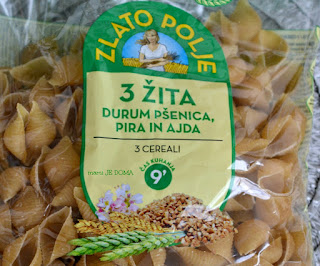 ZLATO POLJE
3 ŽITA
DURUM PŠENICA,
PIRA IN AJDA
3 CEREALI
ČAS KUHANJA
9'
JE DOMA